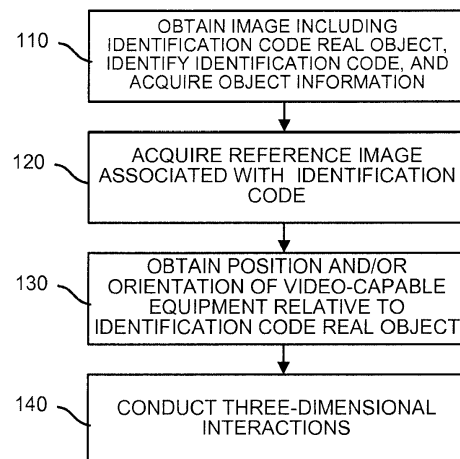 110
OBTAIN IMAGE INCLUDING
IDENTIFICATION CODE REAL OBJECT,
IDENTIFY IDENTIFICATION CODE, AND
ACQUIRE OBJECT INFORMATION
120
ACQUIRE REFERENCE IMAGE
ASSOCIATED WITH IDENTIFICATION
CODE
130
OBTAIN POSITION AND/OR
ORIENTATION OF VIDEO-CAPABLE
EQUIPMENT RELATIVE TO
IDENTIFICATION CODE REAL OBJECT
140
CONDUCT THREE-DIMENSIONAL
INTERACTIONS